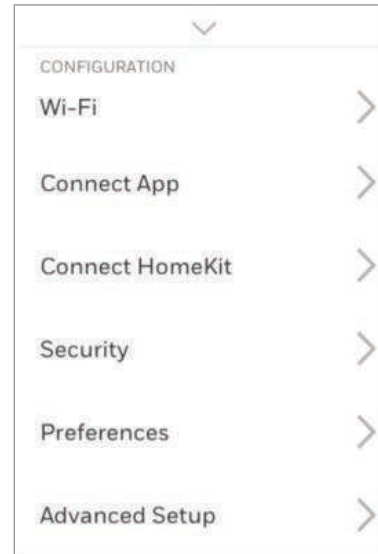 CONFIGURATION
Wi-Fi
Connect App
Connect HomeKit
Security
Preferences
Advanced Setup